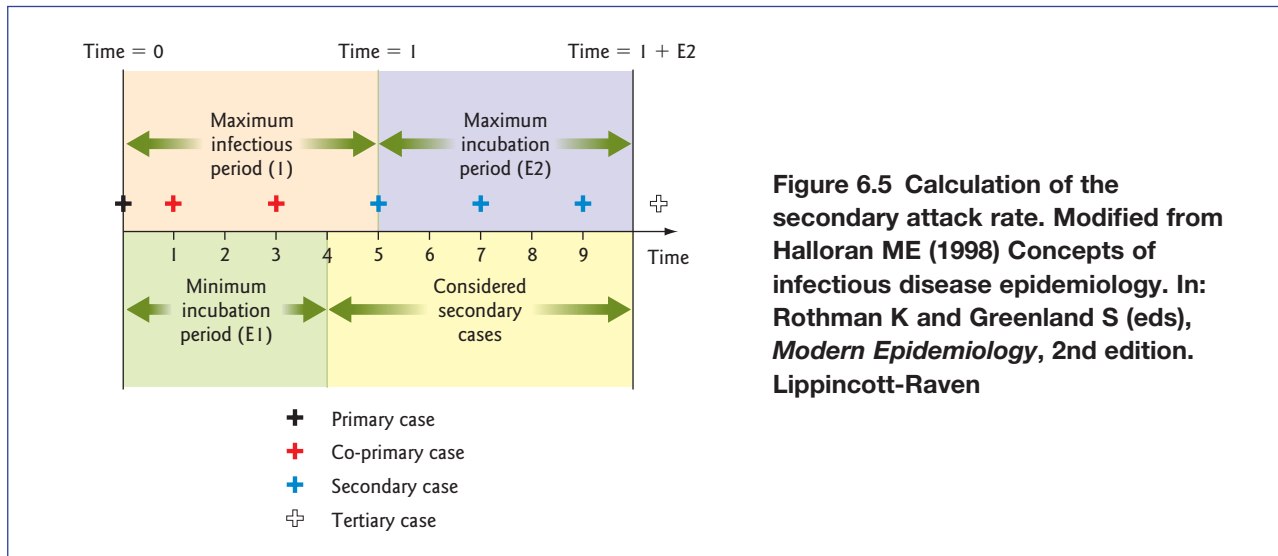 Time = 0 Time = I Time = I + E2
Maximum
infectious
period (I)
Maximum
incubation
period (E2)
1 2 3 4 5 6 7 8 9 Time
Minimum
incubation
period (E1)
Considered
secondary
cases
Primary case
Co-primary case
Secondary case
Tertiary case
Figure 6.5 Calculation of the
secondary attack rate. Modified from
Halloran ME (1998) Concepts of
infectious disease epidemiology. In:
Rothman K and Greenland S (eds),
Modern Epidemiology, 2nd edition.
Lippincott-Raven